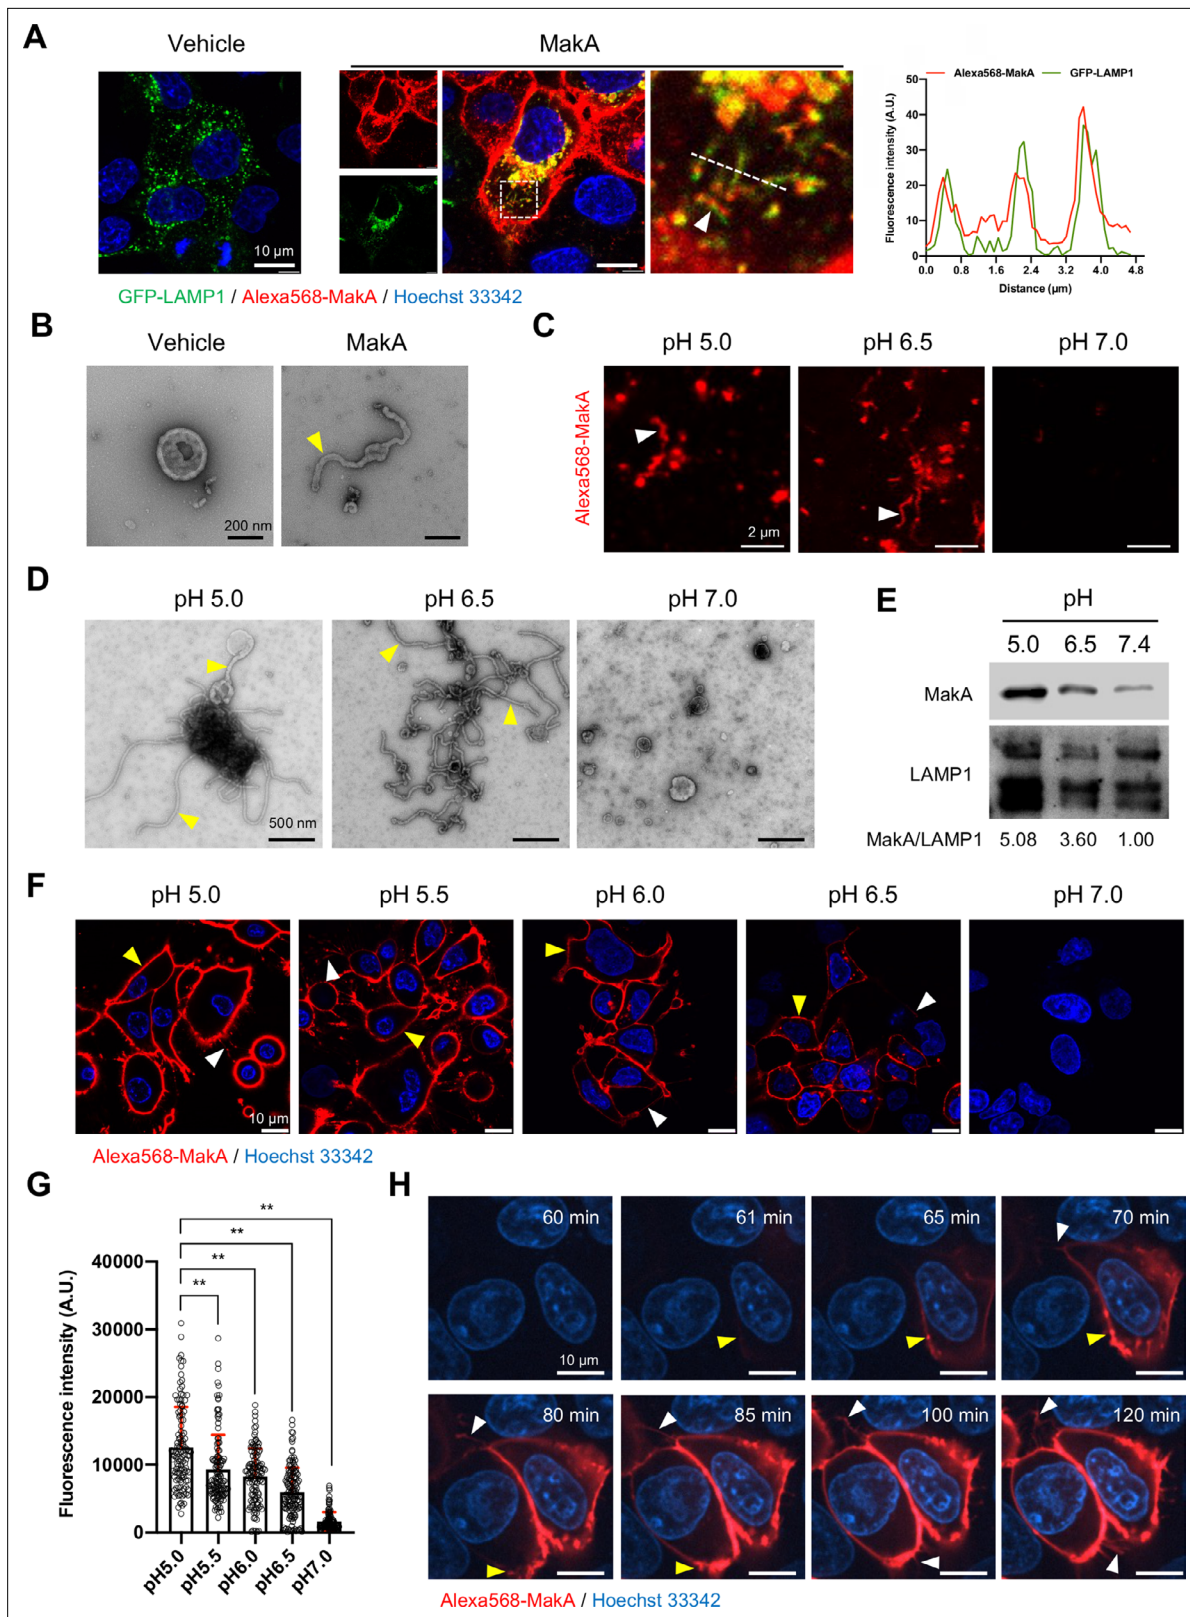 A
Vehicle
MakA
10 µm
GFP-LAMP1 / Alexa568-MakA / Hoechst 33342
Alexa568-MakA
GFP-LAMP1
Fluorescence intensity (A.U.)
50
40
30
20
10
0
0.0 0.8 1.6 2.4 3.2 4.0 4.8
Distance (µm)
B
Vehicle
MakA
200 nm
C
pH 5.0
pH 6.5
pH 7.0
Alexa568-MakA
2 µm
D
pH 5.0
pH 6.5
pH 7.0
500 nm
E
pH
5.0 6.5 7.4
MakA
LAMP1
MakA/LAMP1 5.08 3.60 1.00
F
pH 5.0
pH 5.5
pH 6.0
pH 6.5
pH 7.0
10 µm
Alexa568-MakA / Hoechst 33342
G
**
**
**
**
Fluorescence intensity (A.U.)
40000
30000
20000
10000
0
pH5.0
pH5.5
pH6.0
pH6.5
pH7.0
H
60 min
61 min
65 min
70 min
10 µm
80 min
85 min
100 min
120 min
Alexa568-MakA / Hoechst 33342